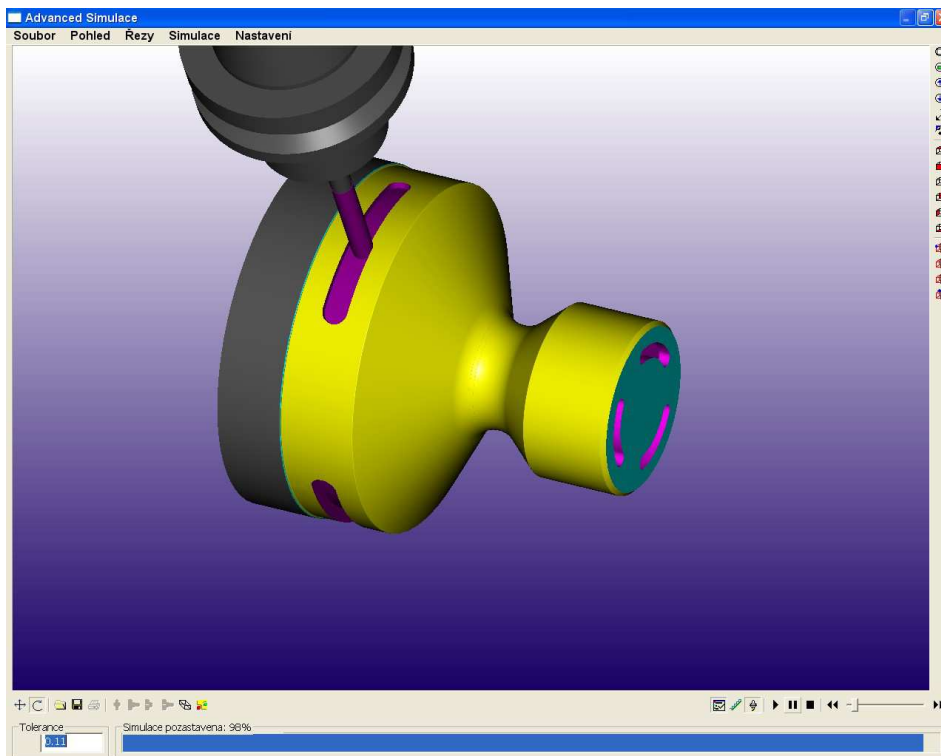 Advanced Simulace
Soubor Pohled Řezy Simulace Nastavení
Tolerance
0.11
Simulace pozastavena: 98%